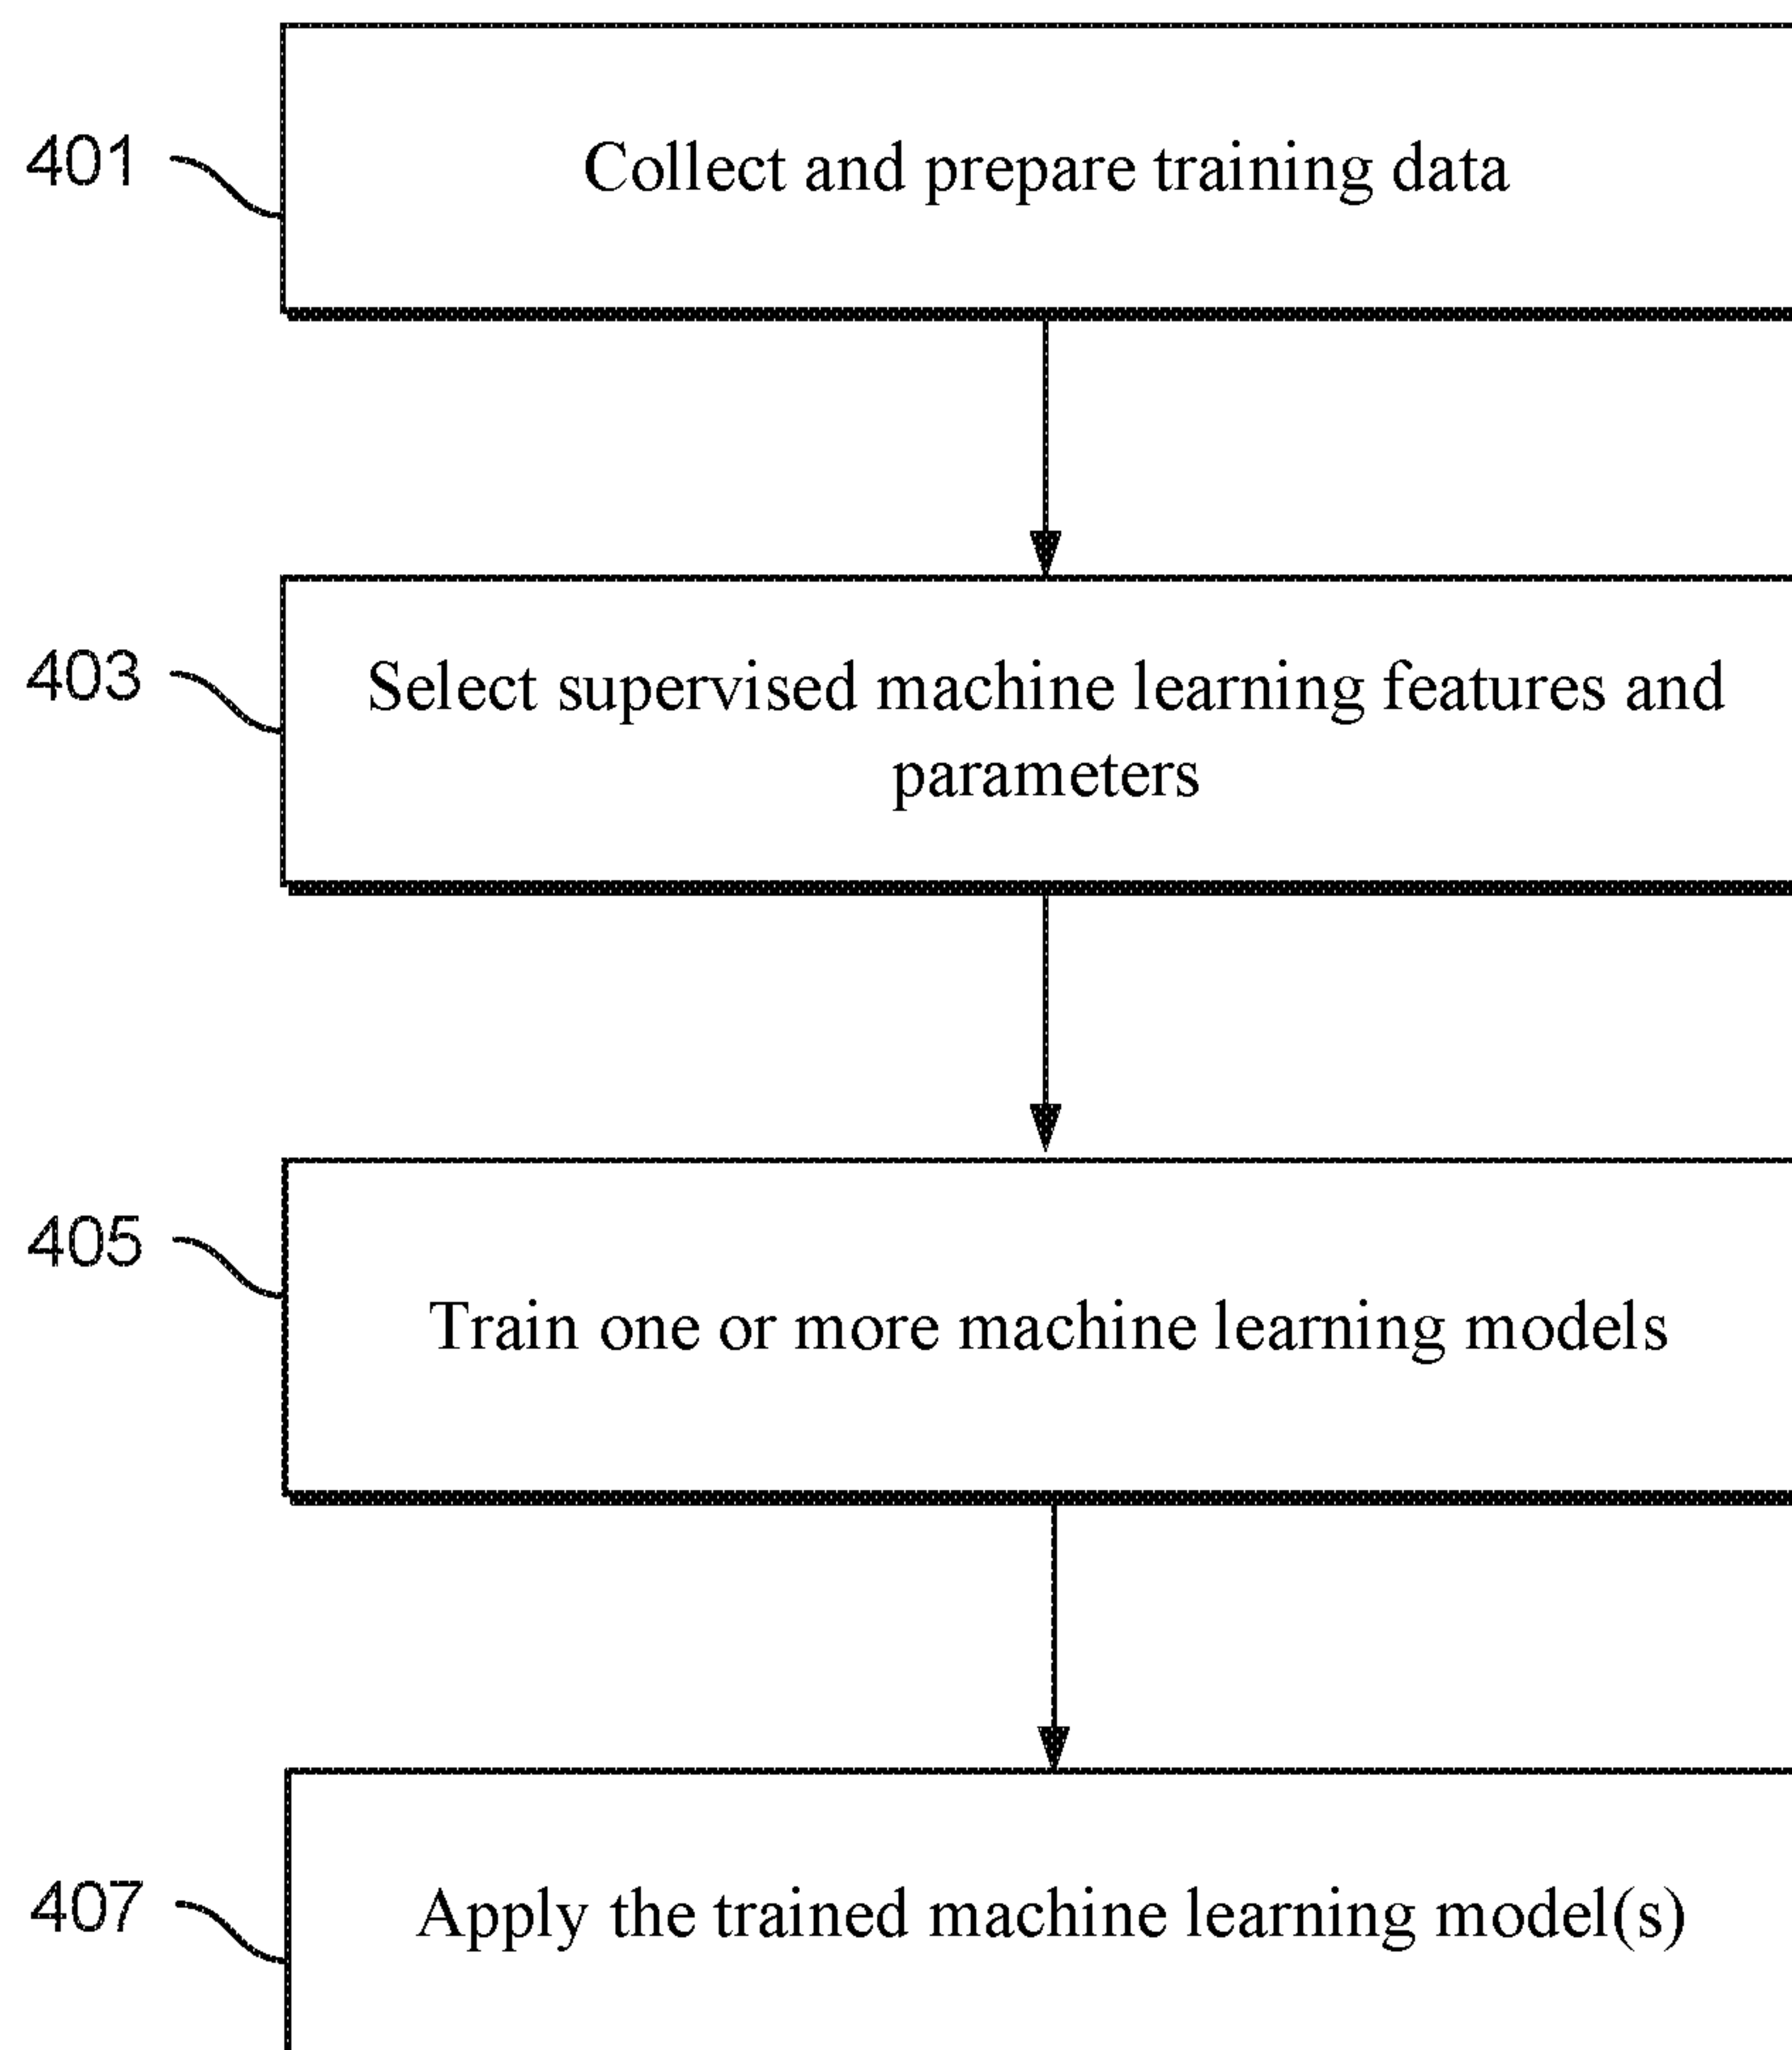 401
Collect and prepare training data
403
Select supervised machine learning features and
parameters
405
Train one or more machine learning models
407
Apply the trained machine learning model(s)